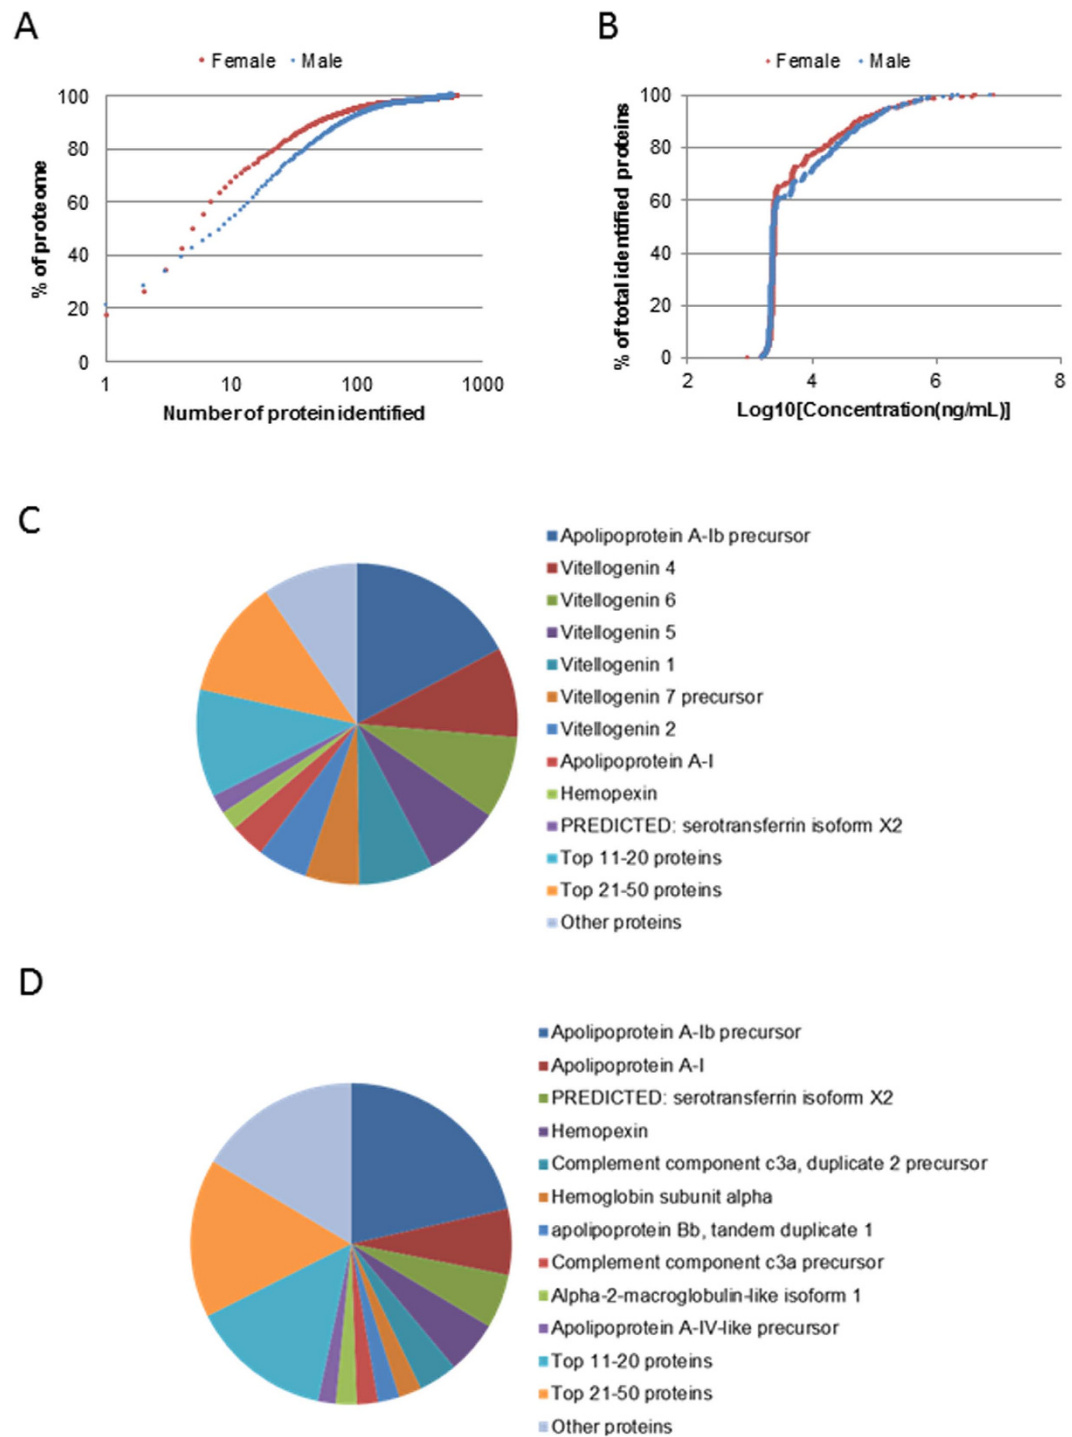 A
Female Male
100
80
60
40
20
0
% of proteome
1 10 100 1000
Number of protein identified
B
Female Male
100
80
60
40
20
0
% of total identified proteins
2 4 6 8
Log10[Concentration(ng/mL)]
C
Apolipoprotein A-Ib precursor
Vitellogenin 4
Vitellogenin 6
Vitellogenin 5
Vitellogenin 1
Vitellogenin 7 precursor
Vitellogenin 2
Apolipoprotein A-I
Hemopexin
PREDICTED: serotransferrin isoform X2
Top 11-20 proteins
Top 21-50 proteins
Other proteins
D
Apolipoprotein A-Ib precursor
Apolipoprotein A-I
PREDICTED: serotransferrin isoform X2
Hemopexin
Complement component c3a, duplicate 2 precursor
Hemoglobin subunit alpha
apolipoprotein Bb, tandem duplicate 1
Complement component c3a precursor
Alpha-2-macroglobulin-like isoform 1
Apolipoprotein A-IV-like precursor
Top 11-20 proteins
Top 21-50 proteins
Other proteins